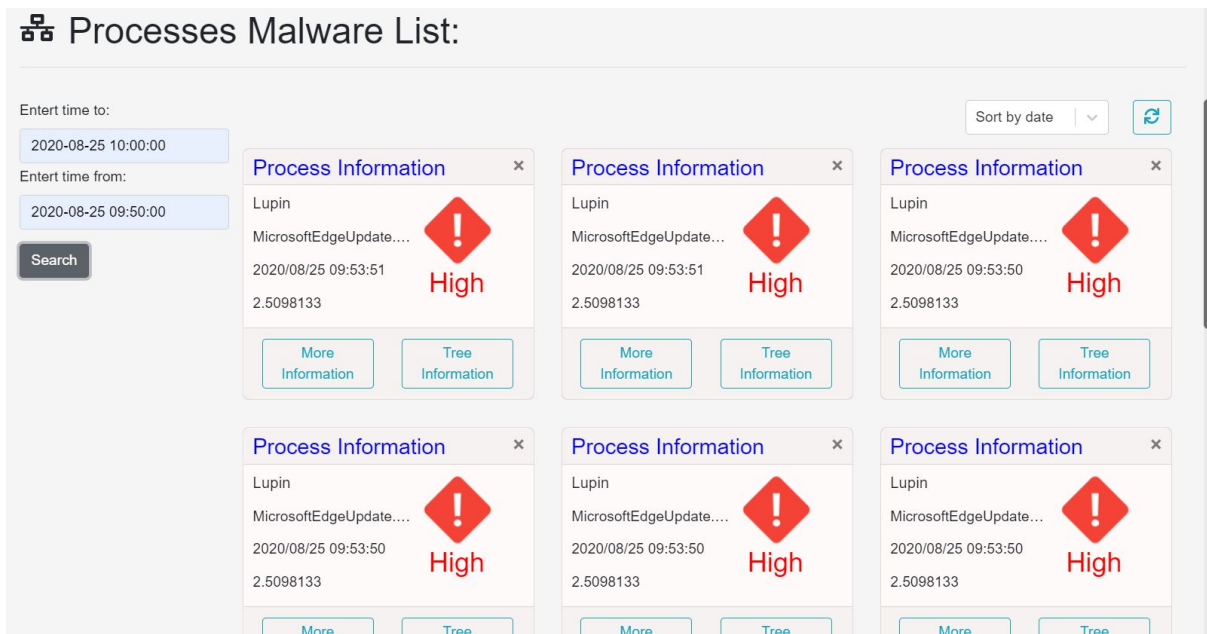 Processes Malware List:
Entert time to:
2020-08-25 10:00:00
Entert time from:
2020-08-25 09:50:00
Search
Sort by date
Process Information ×
Lupin
MicrosoftEdgeUpdate....
2020/08/25 09:53:51
2.5098133
High
More Information
Tree Information
Process Information ×
Lupin
MicrosoftEdgeUpdate...
2020/08/25 09:53:51
2.5098133
High
More Information
Tree Information
Process Information ×
Lupin
MicrosoftEdgeUpdate....
2020/08/25 09:53:50
2.5098133
High
More Information
Tree Information
Process Information ×
Lupin
MicrosoftEdgeUpdate....
2020/08/25 09:53:50
2.5098133
High
More
Tree
Process Information ×
Lupin
MicrosoftEdgeUpdate....
2020/08/25 09:53:50
2.5098133
High
More
Tree
Process Information ×
Lupin
MicrosoftEdgeUpdate...
2020/08/25 09:53:50
2.5098133
High
More
Tree